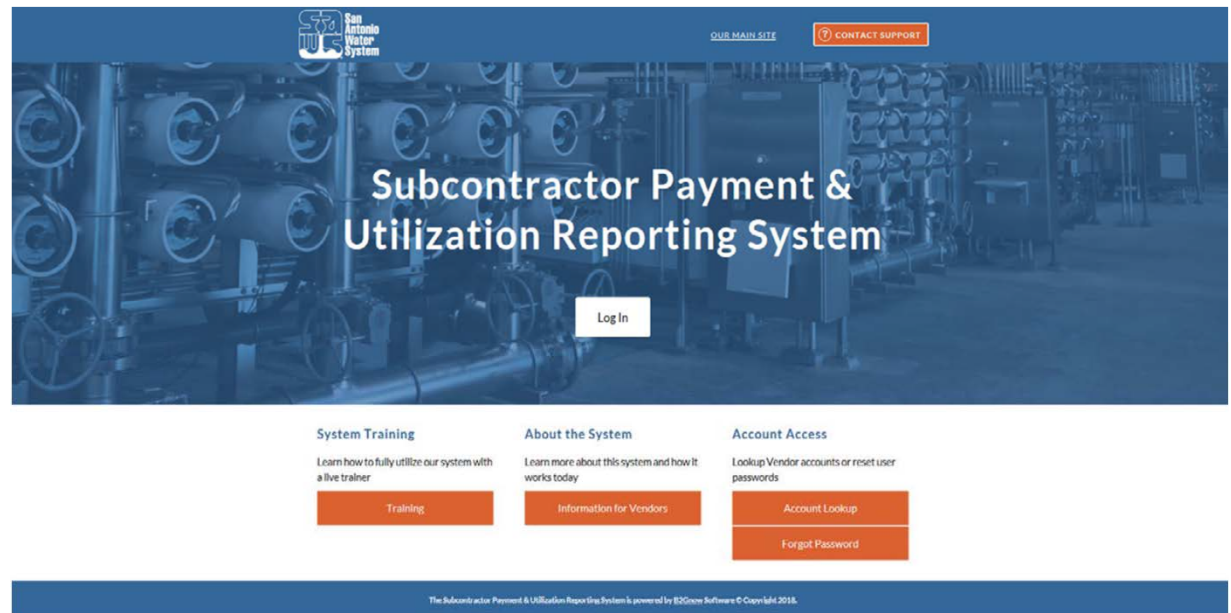 San
Antonio
Water
System
OUR MAIN SITE
? CONTACT SUPPORT
Subcontractor Payment &
Utilization Reporting System
Log In
System Training
Learn how to fully utilize our system with
a live trainer
Training
About the System
Learn more about this system and how it
works today
Information for Vendors
Account Access
Lookup Vendor accounts or reset user
passwords
Account Lookup
Forgot Password
The Subcontractor Payment & Utilization Reporting System is powered by B2Gnow Software © Copyright 2018.